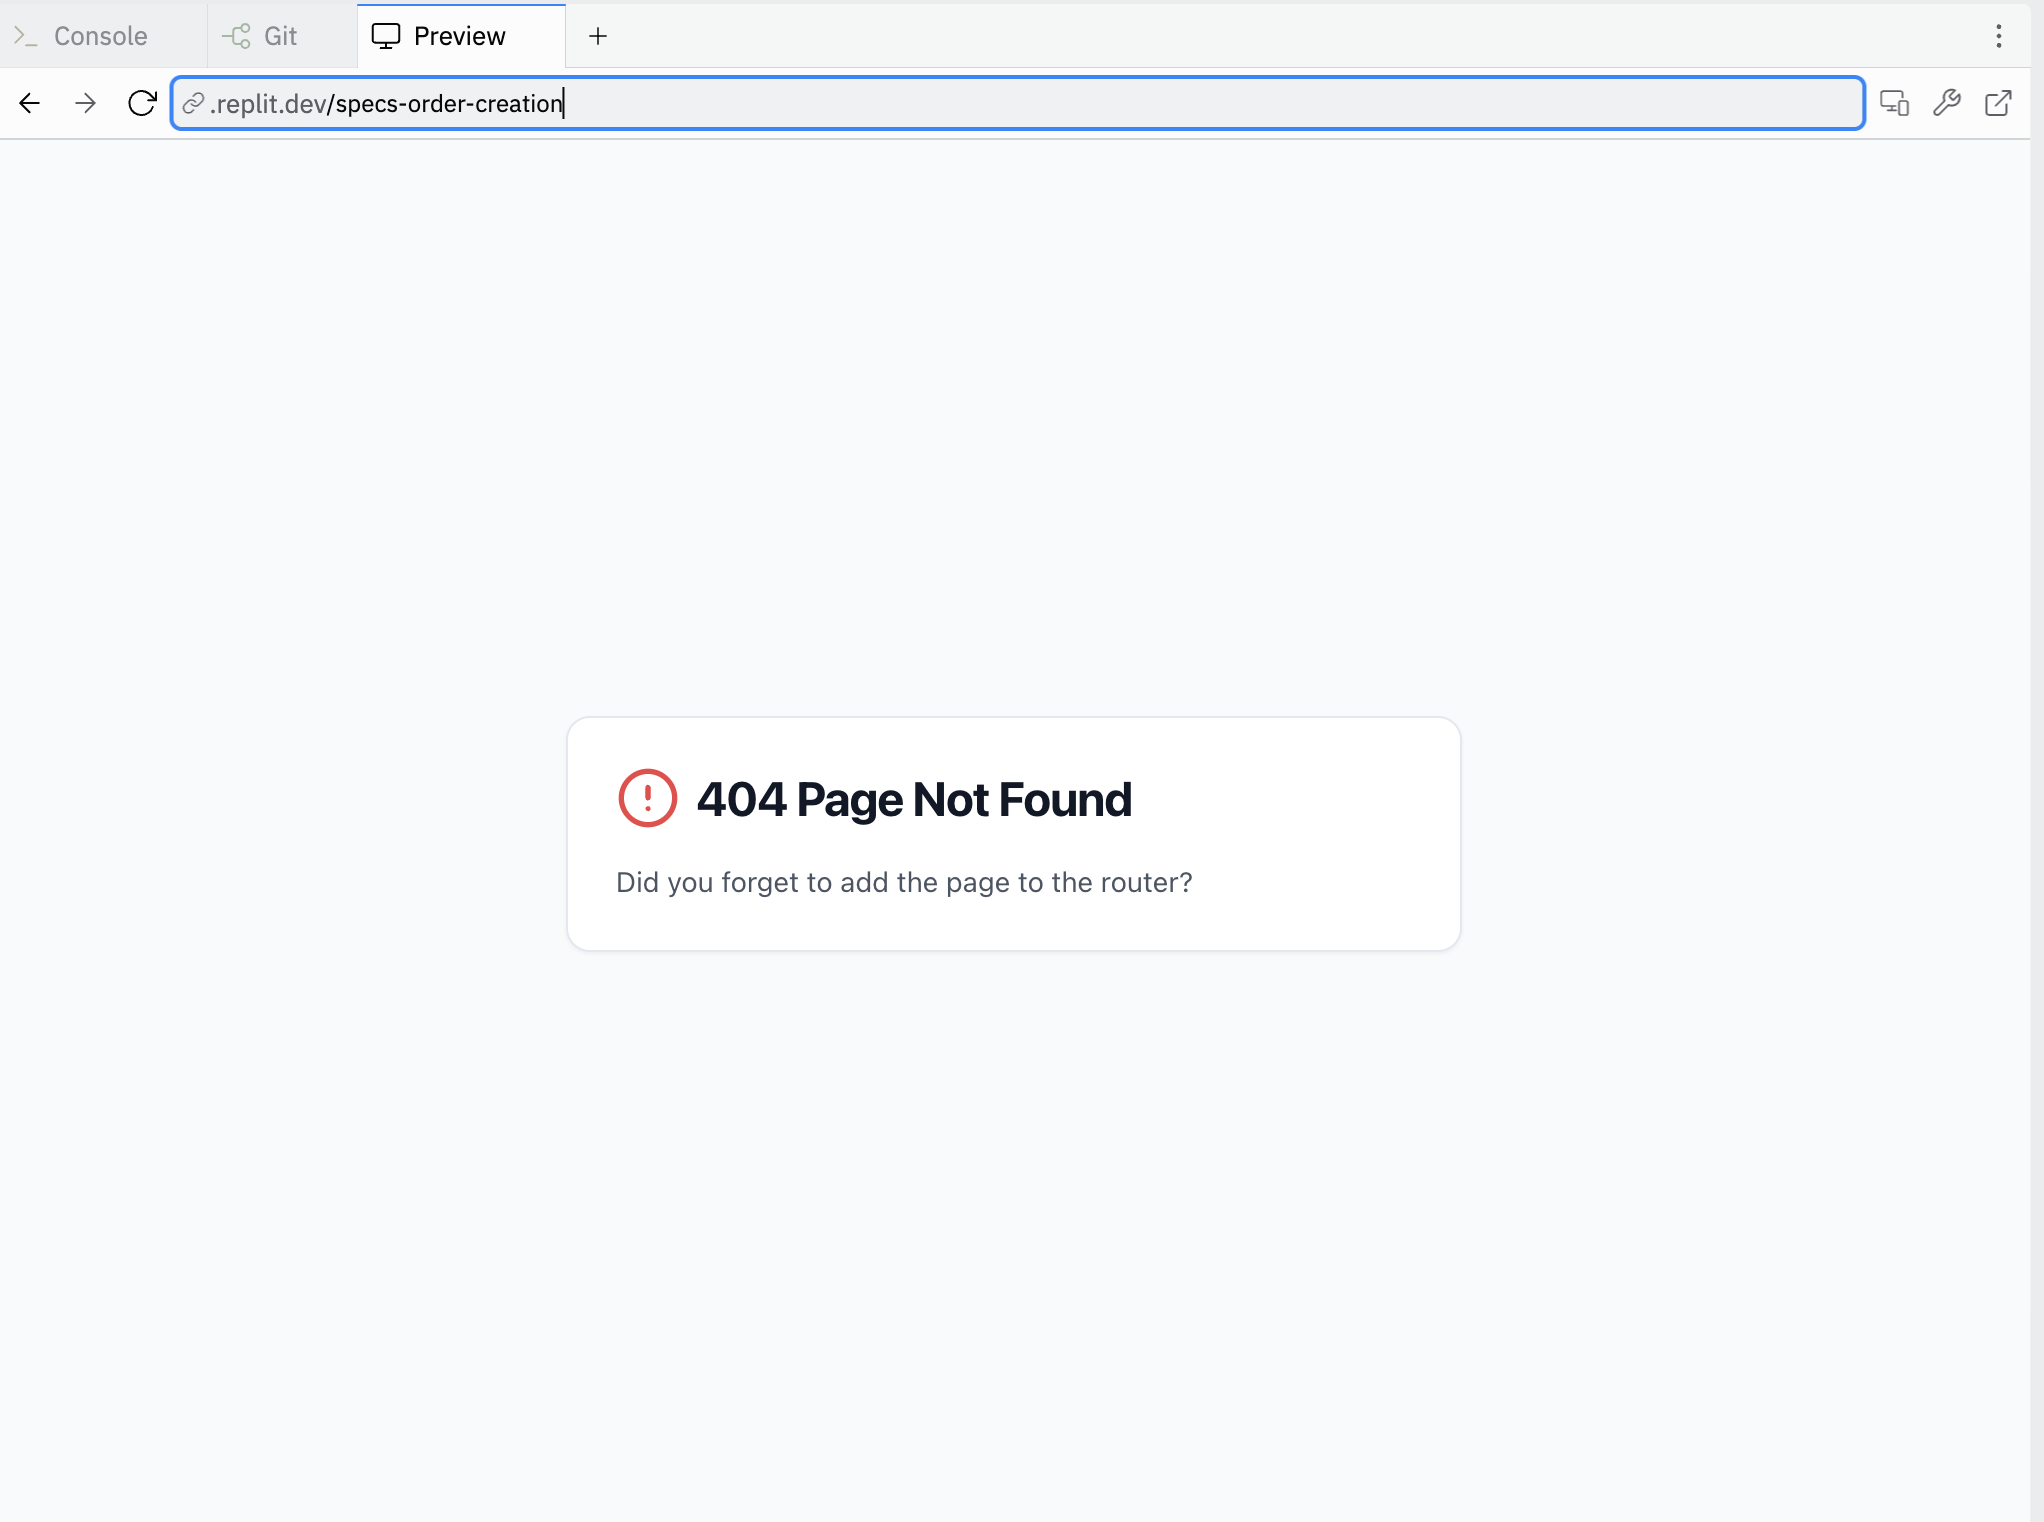 Console
Git
Preview
.replit.dev/specs-order-creation
404 Page Not Found
Did you forget to add the page to the router?